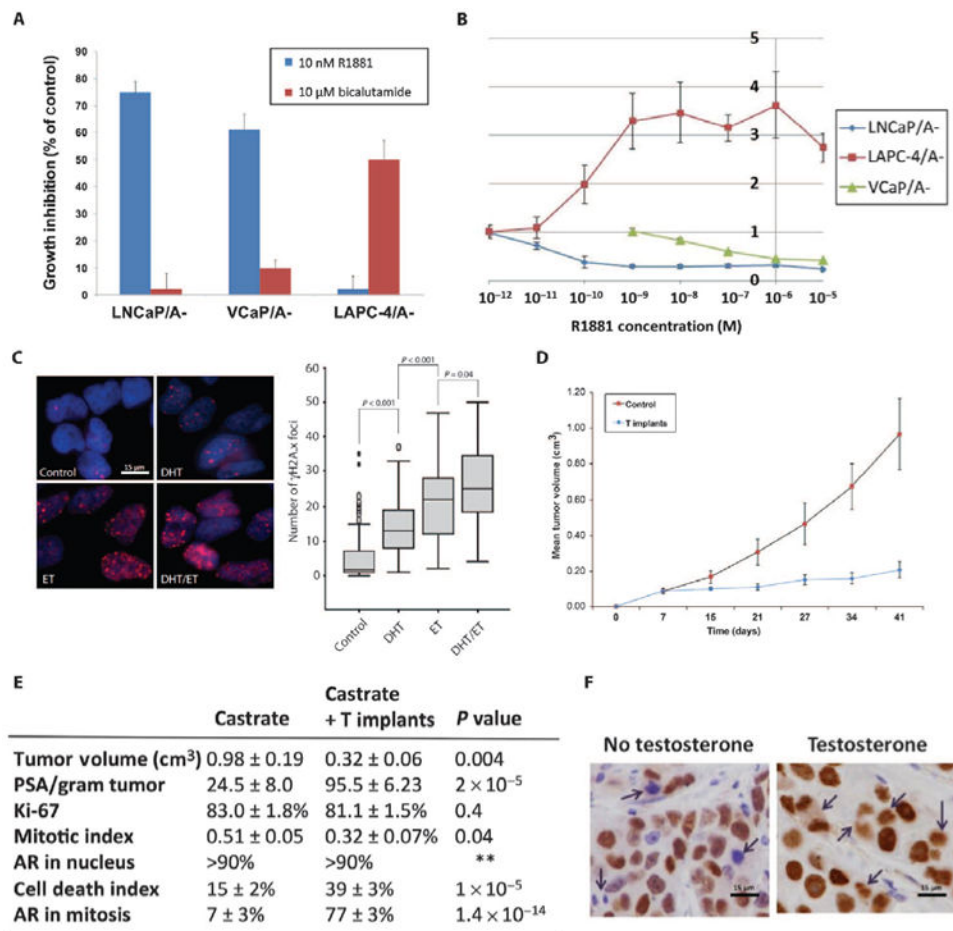 A
Growth inhibition (% of control)
90
80
70
60
50
40
30
20
10
0
10 nM R1881
10 µM bicalutamide
LNCaP/A- VCaP/A- LAPC-4/A-
B
5
4
3
2
1
0
10⁻¹² 10⁻¹¹ 10⁻¹⁰ 10⁻⁹ 10⁻⁸ 10⁻⁷ 10⁻⁶ 10⁻⁵
R1881 concentration (M)
LNCaP/A-
LAPC-4/A-
VCaP/A-
C
Control
15 µm
DHT
ET
DHT/ET
Number of γH2A.x foci
60
50
40
30
20
10
0
P < 0.001
P < 0.001
P = 0.04
Control DHT ET DHT/ET
D
Mean tumor volume (cm³)
1.20
1.00
0.80
0.60
0.40
0.20
0.00
Control
T implants
0 7 15 21 27 34 41
Time (days)
E
Castrate
Castrate + T implants P value
Tumor volume (cm³) 0.98 ± 0.19 0.32 ± 0.06 0.004
PSA/gram tumor 24.5 ± 8.0 95.5 ± 6.23 2 × 10⁻⁵
Ki-67 83.0 ± 1.8% 81.1 ± 1.5% 0.4
Mitotic index 0.51 ± 0.05 0.32 ± 0.07% 0.04
AR in nucleus >90% >90% **
Cell death index 15 ± 2% 39 ± 3% 1 × 10⁻⁵
AR in mitosis 7 ± 3% 77 ± 3% 1.4 × 10⁻¹⁴
F
No testosterone Testosterone
15 µm
15 µm